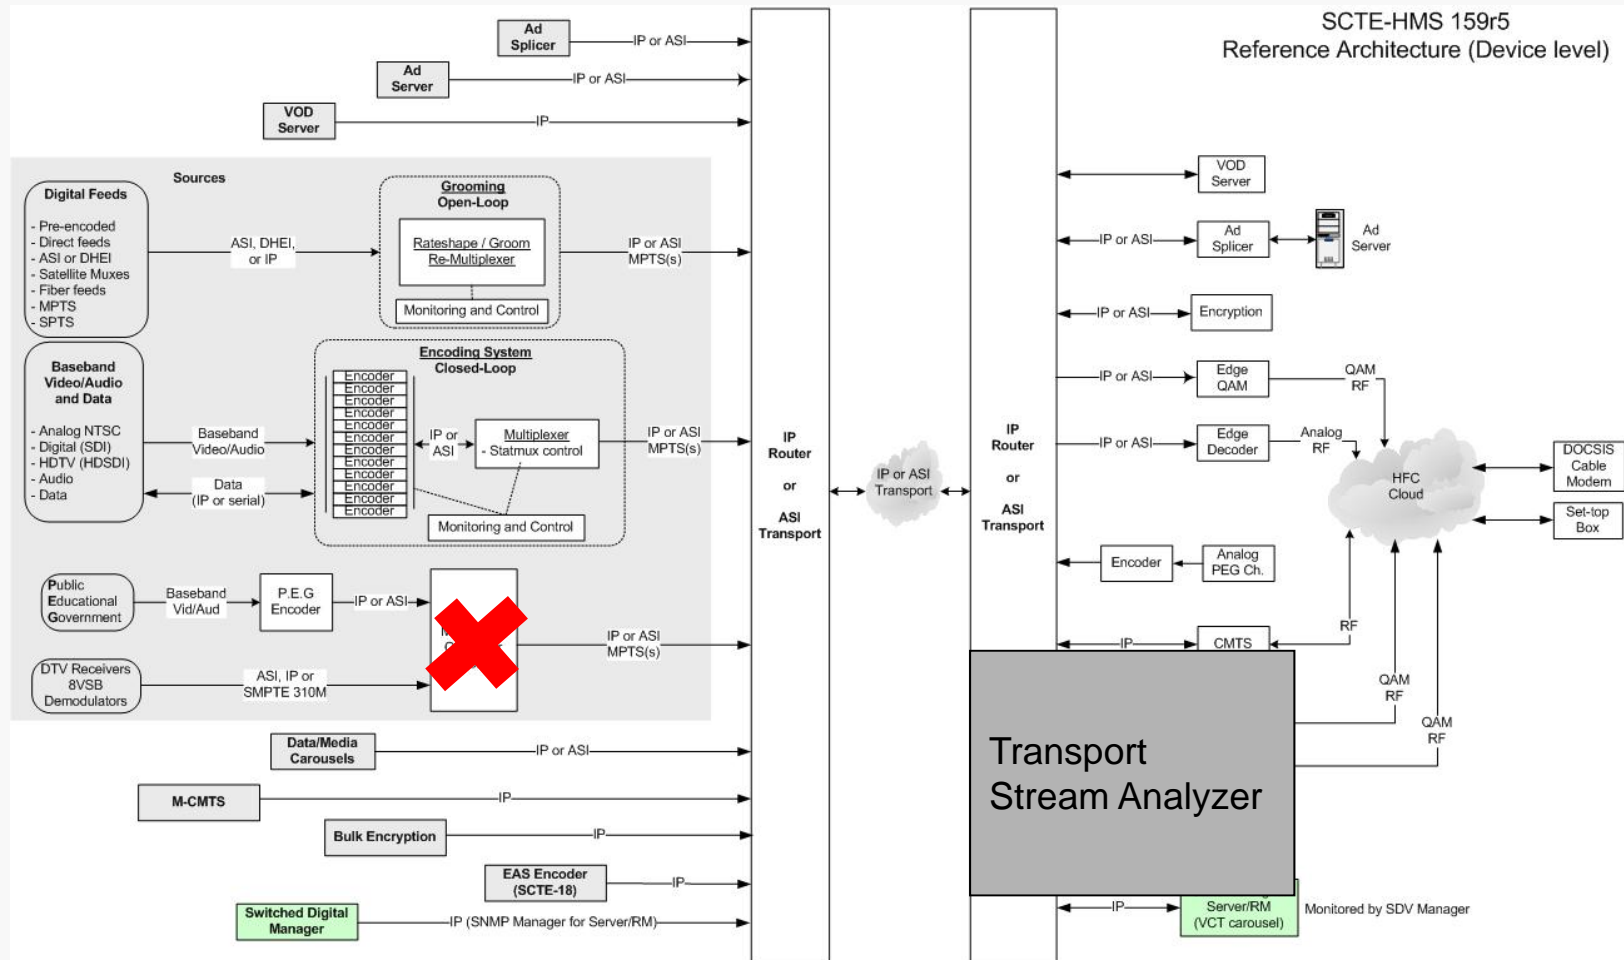 SCTE-HMS 159r5
Reference Architecture (Device level)
Ad
Splicer
IP or ASI
Ad
Server
IP or ASI
VOD
Server
IP
Sources
Digital Feeds
- Pre-encoded
- Direct feeds
- ASI or DHEI
- Satellite Muxes
- Fiber feeds
- MPTS
- SPTS
ASI, DHEI,
or IP
Grooming
Open-Loop
Rateshape / Groom
Re-Multiplexer
Monitoring and Control
IP or ASI
MPTS(s)
Baseband
Video/Audio
and Data
- Analog NTSC
- Digital (SDI)
- HDTV (HDSDI)
- Audio
- Data
Baseband
Video/Audio
Data
(IP or serial)
Encoding System
Closed-Loop
Encoder
Encoder
Encoder
Encoder
Encoder
Encoder
Encoder
Encoder
Encoder
Encoder
Encoder
Encoder
IP or
ASI
Multiplexer
- Statmux control
Monitoring and Control
IP or ASI
MPTS(s)
Public
Educational
Government
Baseband
Vid/Aud
P.E.G
Encoder
IP or ASI
DTV Receivers
8VSB
Demodulators
ASI, IP or
SMPTE 310M
IP or ASI
MPTS(s)
Data/Media
Carousels
IP or ASI
M-CMTS
IP
Bulk Encryption
IP
EAS Encoder
(SCTE-18)
IP
Switched Digital
Manager
IP (SNMP Manager for Server/RM)
IP
Router
or
ASI
Transport
IP or ASI
Transport
IP
Router
or
ASI
Transport
VOD
Server
IP or ASI
Ad
Splicer
Ad
Server
IP or ASI
Encryption
IP or ASI
Edge
QAM
QAM
RF
IP or ASI
Edge
Decoder
Analog
RF
HFC
Cloud
DOCSIS
Cable
Modem
Set-top
Box
Encoder
Analog
PEG Ch.
IP
CMTS
RF
QAM
RF
QAM
RF
Transport
Stream Analyzer
IP
Server/RM
(VCT carousel)
Monitored by SDV Manager